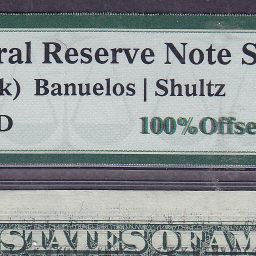 ral Reserve Note S
k) Banuelos | Shultz
D 100% Offse
STATES OF AM